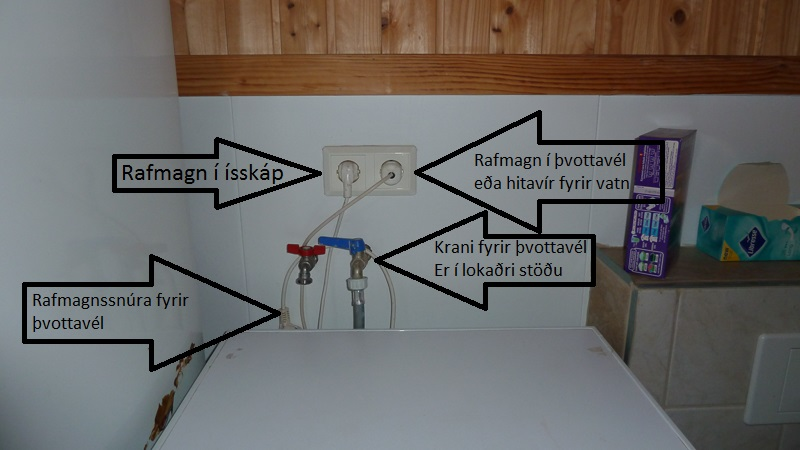 Rafmagn í ísskáp
Rafmagn í þvottavél
eða hitavír fyrir vatn
Krani fyrir þvottavél
Er í lokaðri stöðu
Rafmagnssnúra fyrir
þvottavél